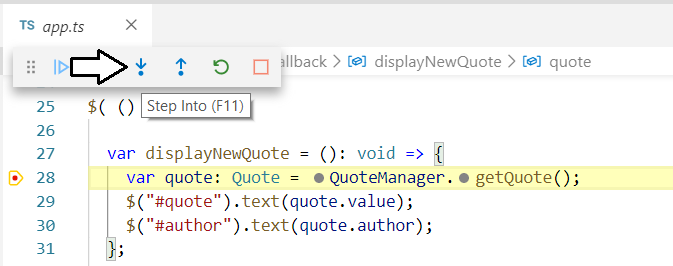 TS app.ts ×
allback > displayNewQuote > quote
25 $( ()
Step Into (F11)
26
27 var displayNewQuote = (): void => {
28 var quote: Quote = QuoteManager. getQuote();
29 $("#quote").text(quote.value);
30 $("#author").text(quote.author);
31 };